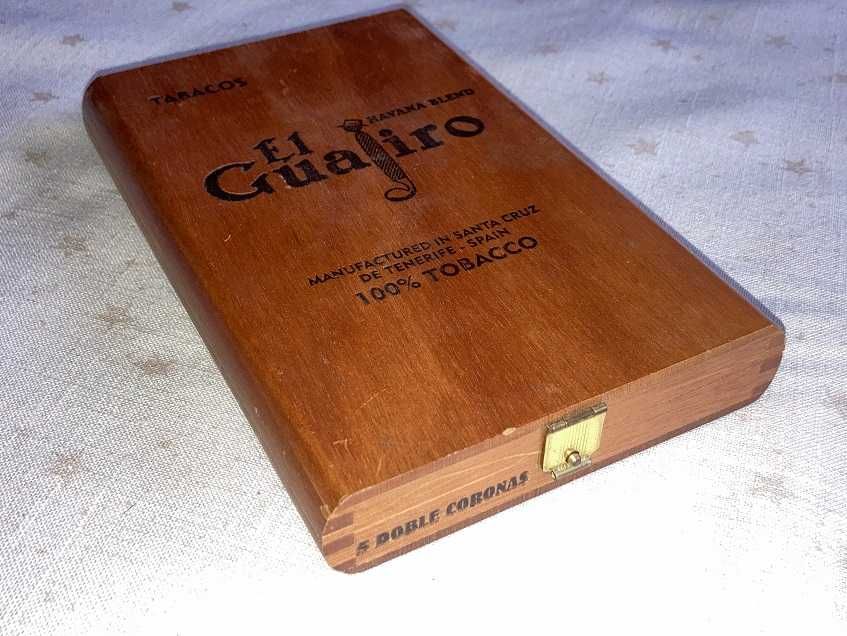 TABACOS
HAVANA BLEND
El
Guajiro
MANUFACTURED IN SANTA CRUZ
DE TENERIFE - SPAIN
100% TOBACCO
5 DOBLE CORONAS